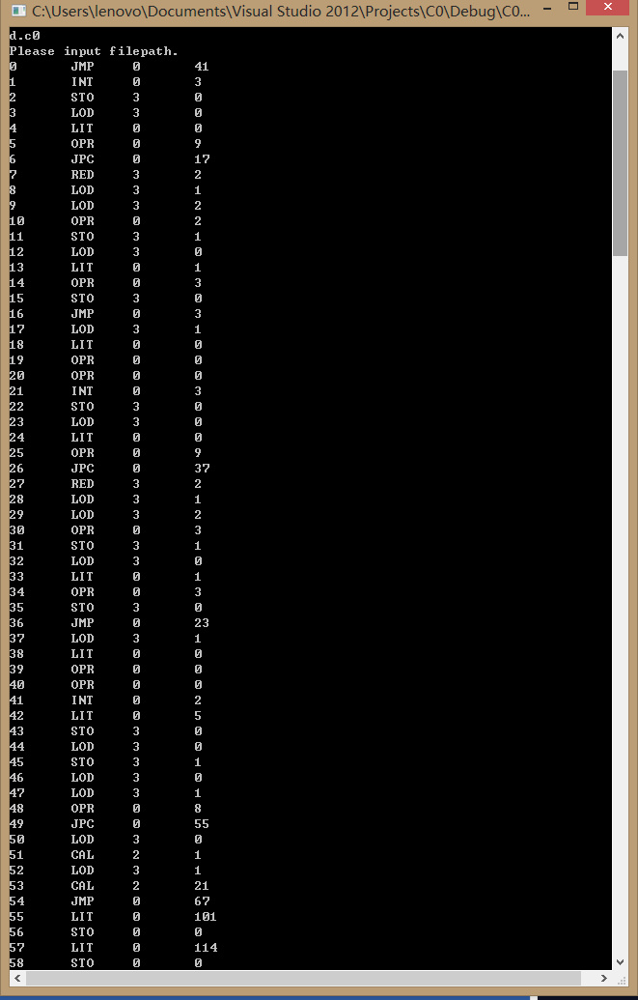 C:\Users\lenovo\Documents\Visual Studio 2012\Projects\C0\Debug\C0...
d.c0
Please input filepath.
0 JMP 0 41
1 INT 0 3
2 STO 3 0
3 LOD 3 0
4 LIT 0 0
5 OPR 0 9
6 JPC 0 17
7 RED 3 2
8 LOD 3 1
9 LOD 3 2
10 OPR 0 2
11 STO 3 1
12 LOD 3 0
13 LIT 0 1
14 OPR 0 3
15 STO 3 0
16 JMP 0 3
17 LOD 3 1
18 LIT 0 0
19 OPR 0 0
20 OPR 0 0
21 INT 0 3
22 STO 3 0
23 LOD 3 0
24 LIT 0 0
25 OPR 0 9
26 JPC 0 37
27 RED 3 2
28 LOD 3 1
29 LOD 3 2
30 OPR 0 3
31 STO 3 1
32 LOD 3 0
33 LIT 0 1
34 OPR 0 3
35 STO 3 0
36 JMP 0 23
37 LOD 3 1
38 LIT 0 0
39 OPR 0 0
40 OPR 0 0
41 INT 0 2
42 LIT 0 5
43 STO 3 0
44 LOD 3 0
45 STO 3 1
46 LOD 3 0
47 LOD 3 1
48 OPR 0 8
49 JPC 0 55
50 LOD 3 0
51 CAL 2 1
52 LOD 3 1
53 CAL 2 21
54 JMP 0 67
55 LIT 0 101
56 STO 0 0
57 LIT 0 114
58 STO 0 0